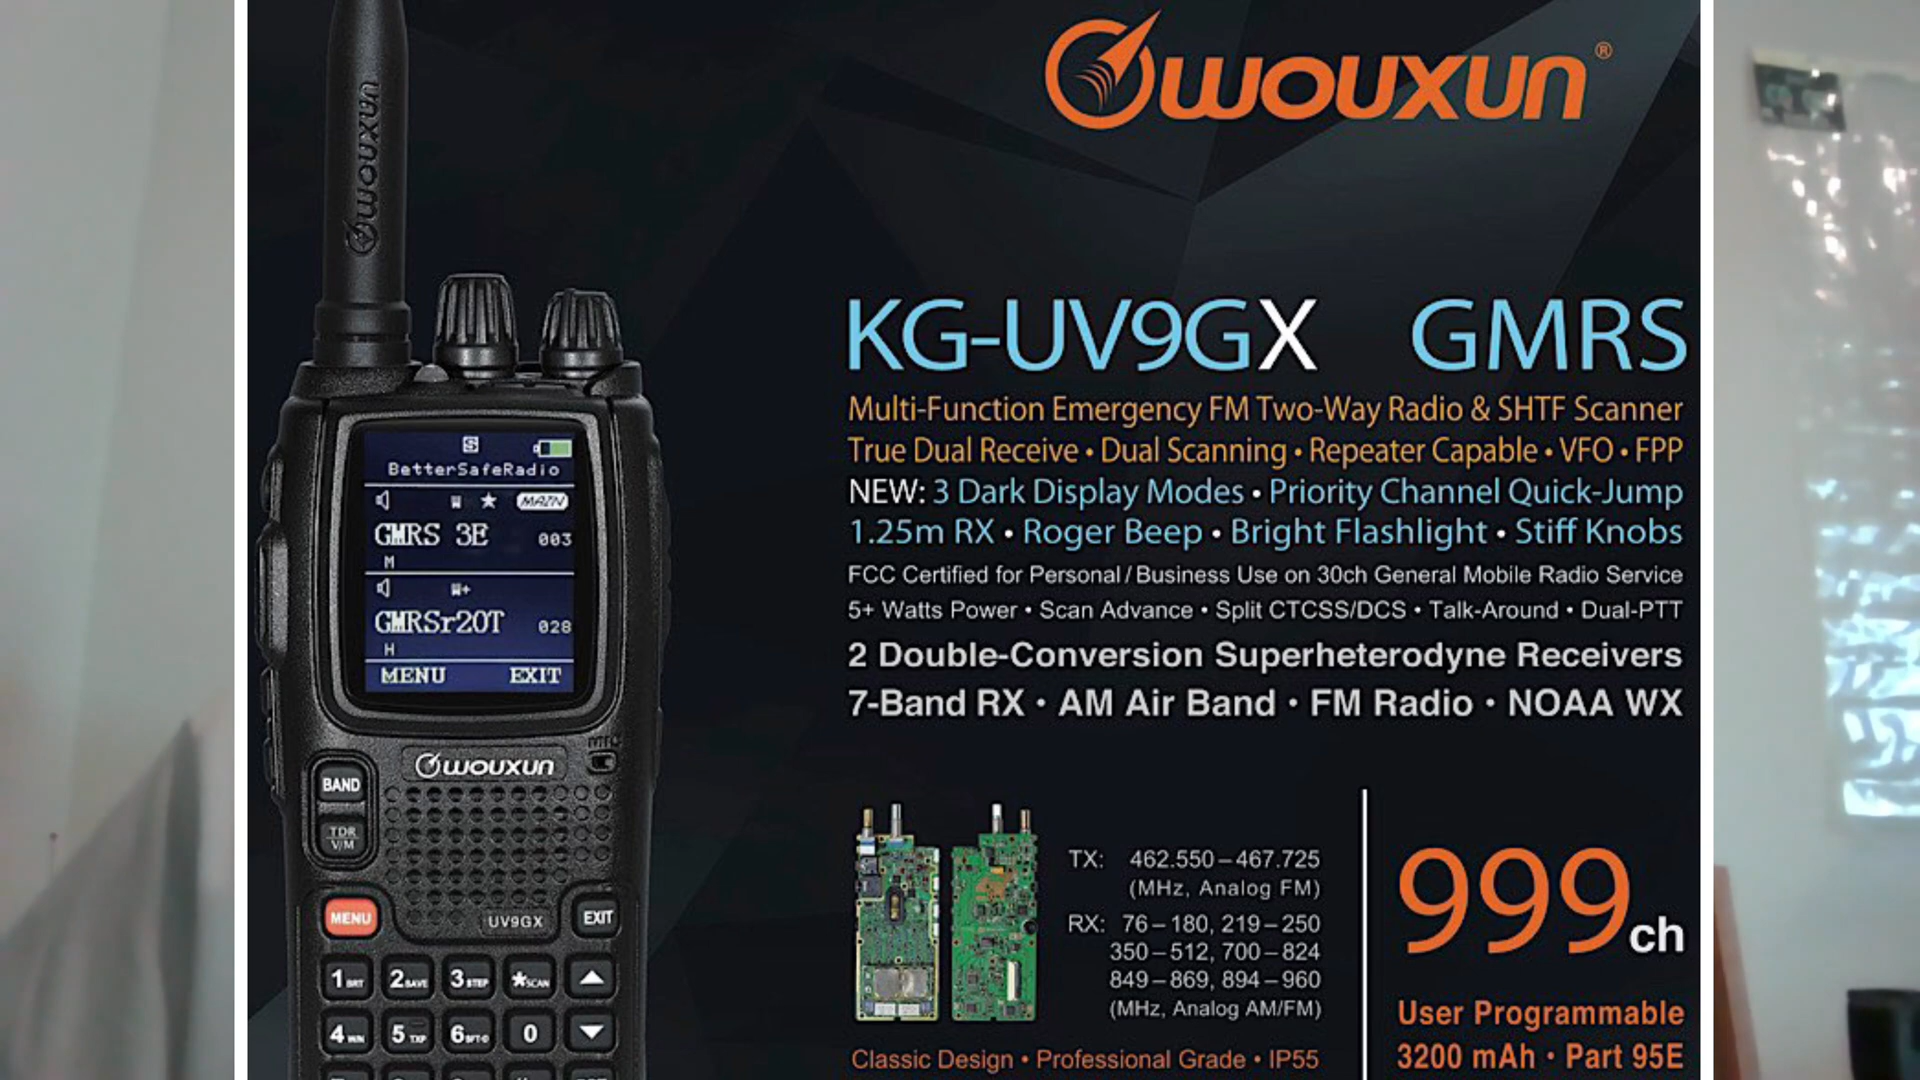 wouxun
wouxun®
KG-UV9GX GMRS
Multi-Function Emergency FM Two-Way Radio & SHTF Scanner
True Dual Receive • Dual Scanning • Repeater Capable • VFO • FPP
NEW: 3 Dark Display Modes • Priority Channel Quick-Jump
1.25m RX • Roger Beep • Bright Flashlight • Stiff Knobs
FCC Certified for Personal/Business Use on 30ch General Mobile Radio Service
5+ Watts Power • Scan Advance • Split CTCSS/DCS • Talk-Around • Dual-PTT
2 Double-Conversion Superheterodyne Receivers
7-Band RX • AM Air Band • FM Radio • NOAA WX
S
BetterSafeRadio
MAIN
GMRS 3E 003
M
GMRSr20T 028
H
MENU EXIT
wouxun
BAND
TDR
V/M
MENU
UV9GX
EXIT
1 BRT 2 SAVE 3 STEP *SCAN
4 5 TXP 6 SFT-D 0
TX: 462.550–467.725
(MHz, Analog FM)
RX: 76–180, 219–250
350–512, 700–824
849–869, 894–960
(MHz, Analog AM/FM)
Classic Design • Professional Grade • IP55
999ch
User Programmable
3200 mAh • Part 95E